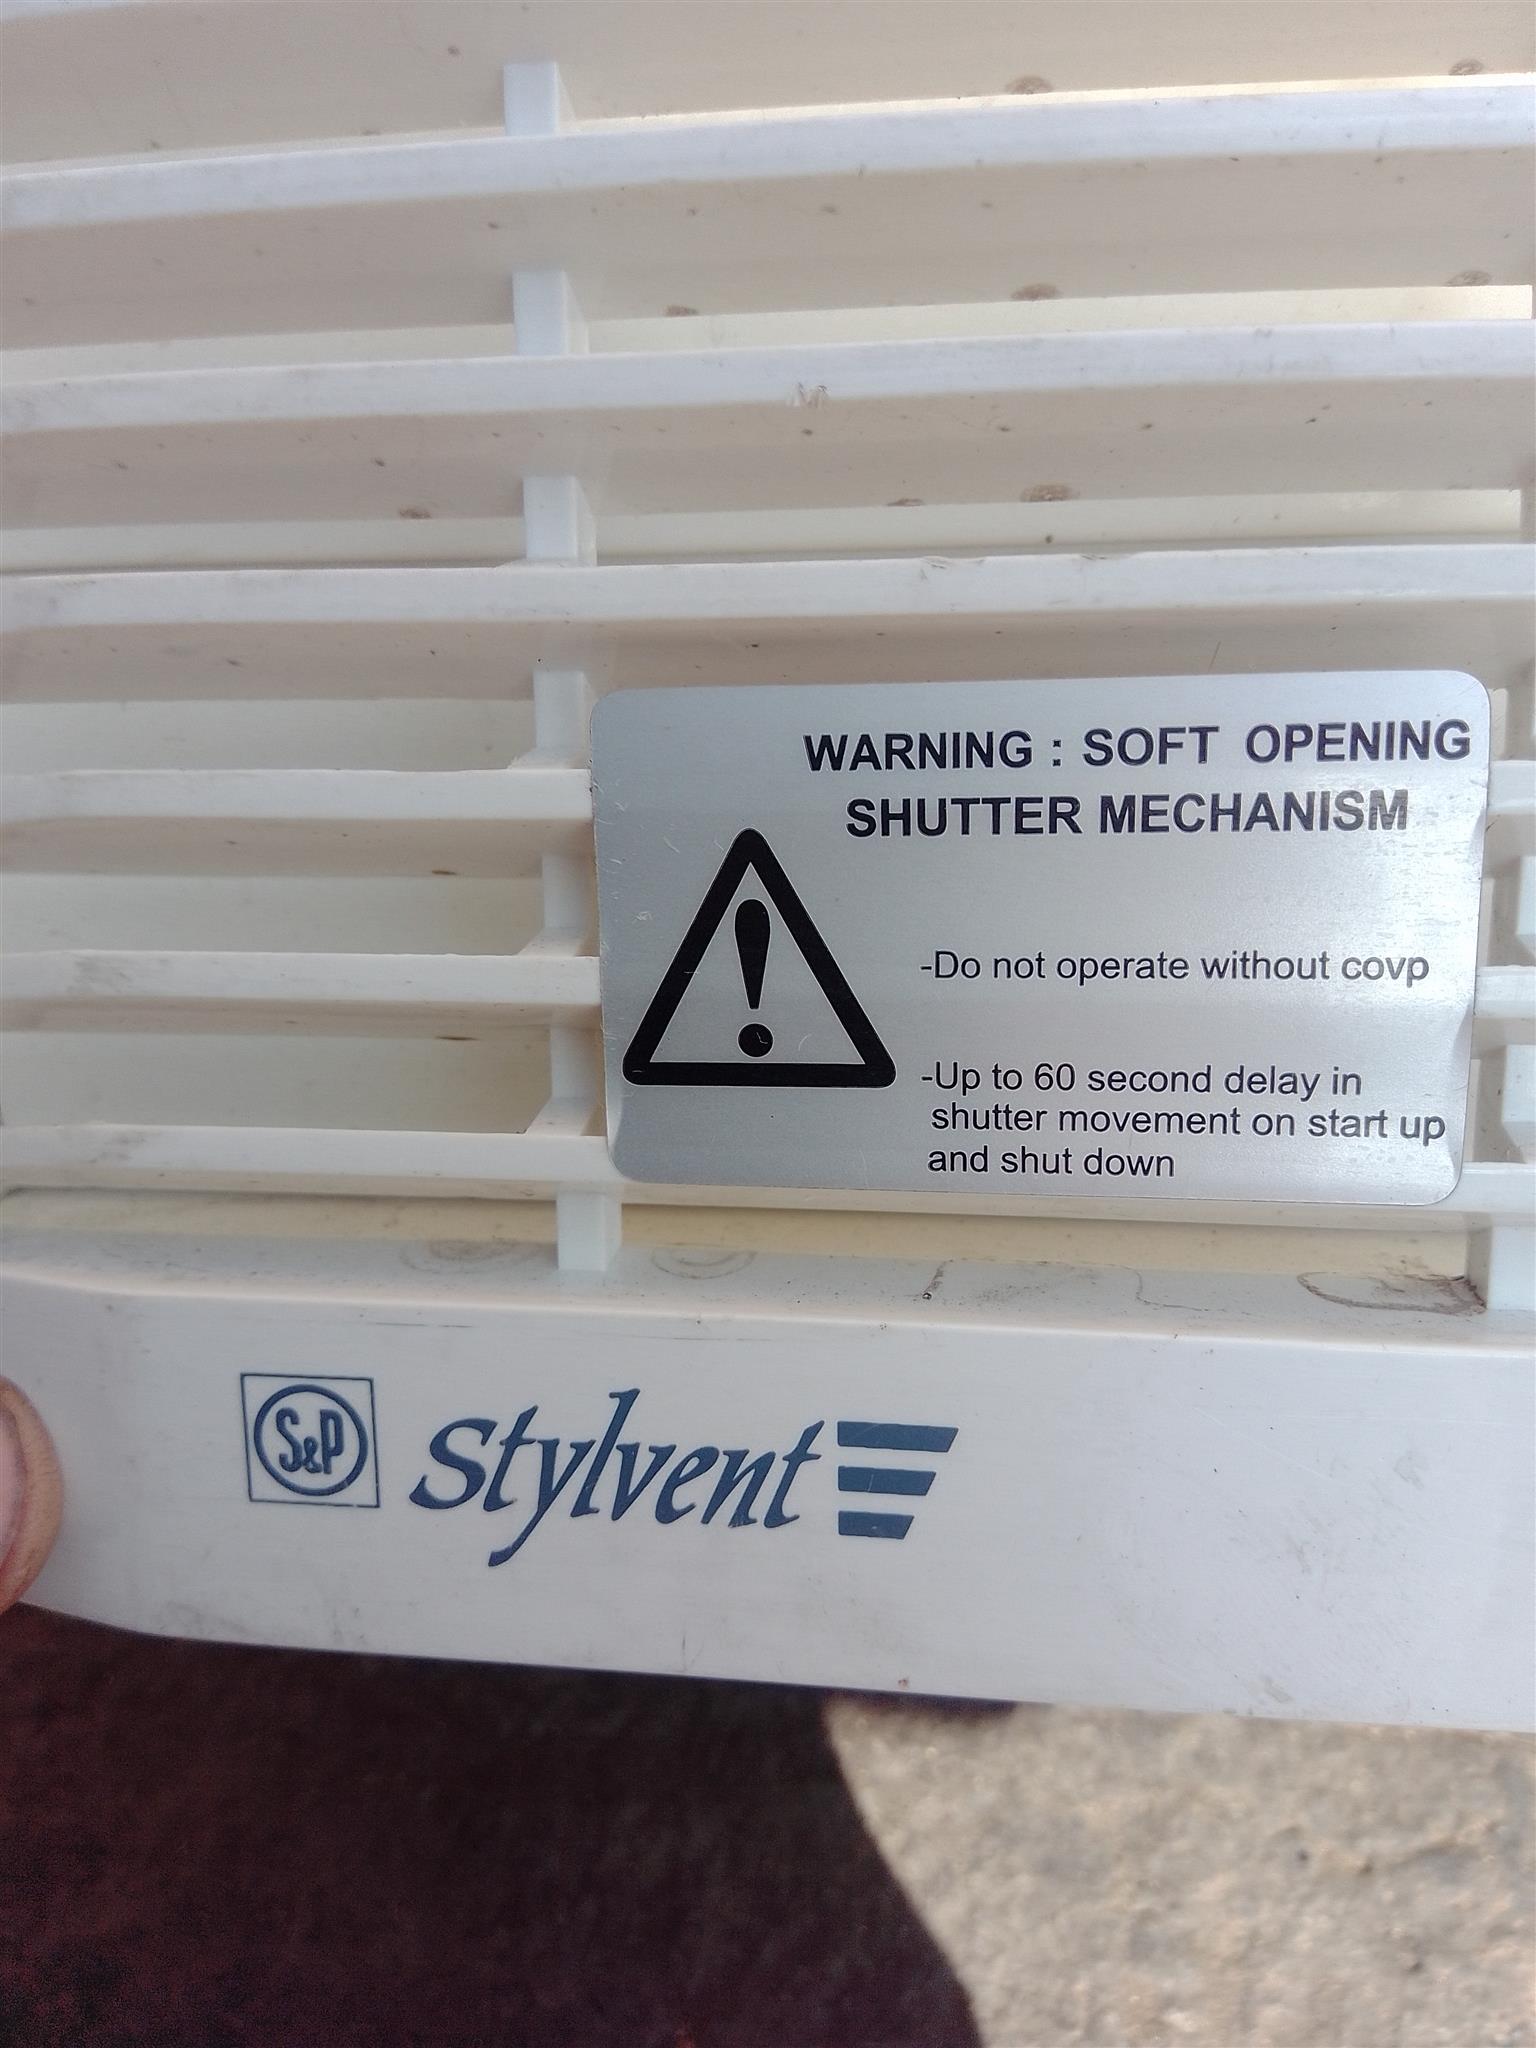 WARNING : SOFT OPENING
SHUTTER MECHANISM
-Do not operate without covp
-Up to 60 second delay in
shutter movement on start up
and shut down
S&P Stylvent